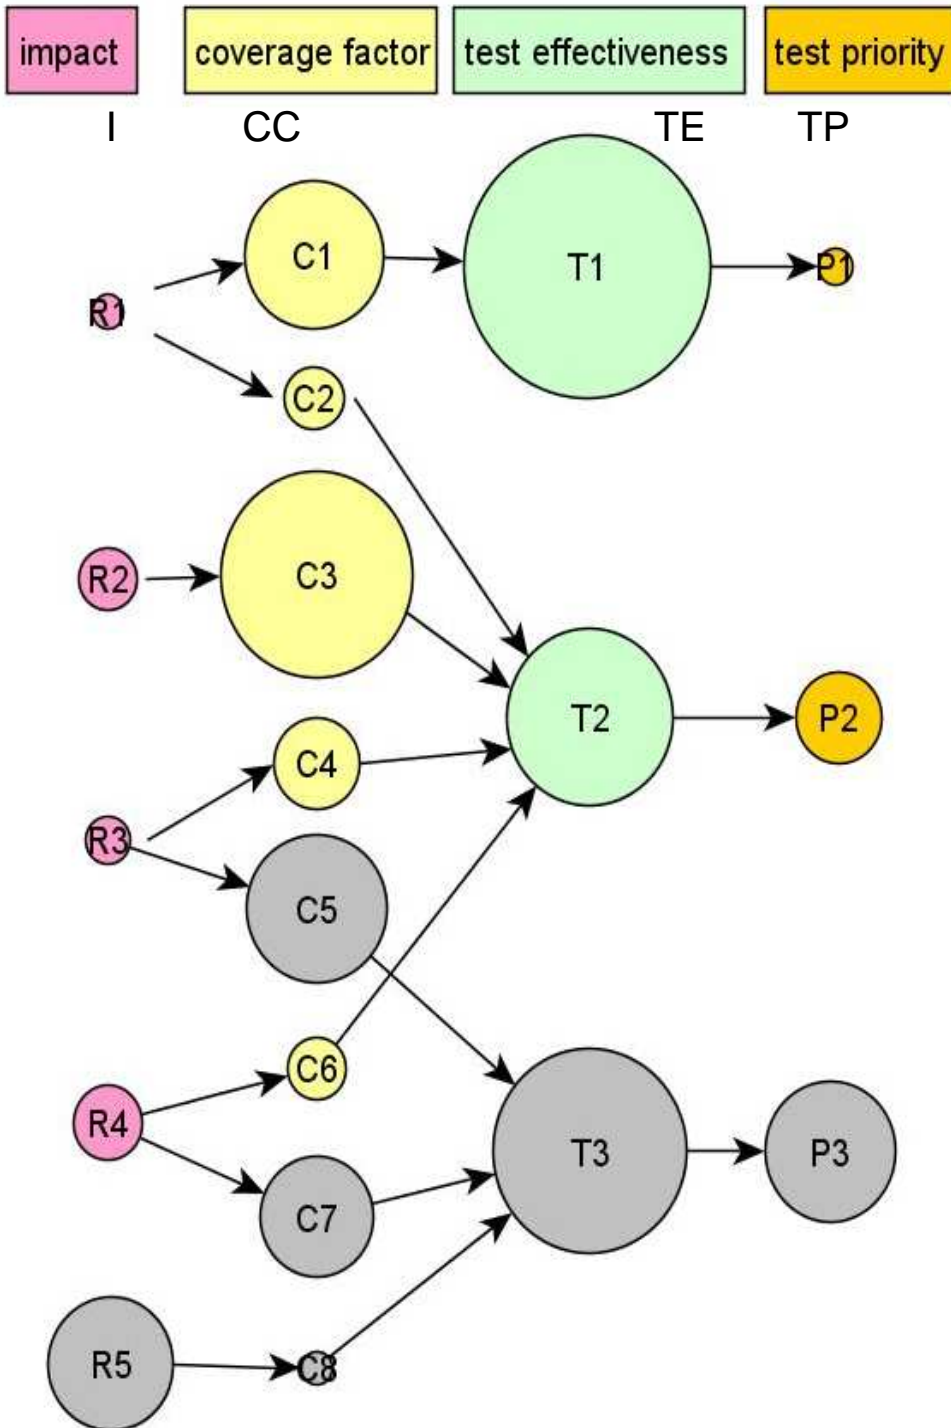 impact coverage factor test effectiveness test priority
I CC TE TP
C1 T1 P1
R1
C2
R2 C3
T2 P2
C4
R3
C5
C6
R4
T3 P3
C7
R5 C8